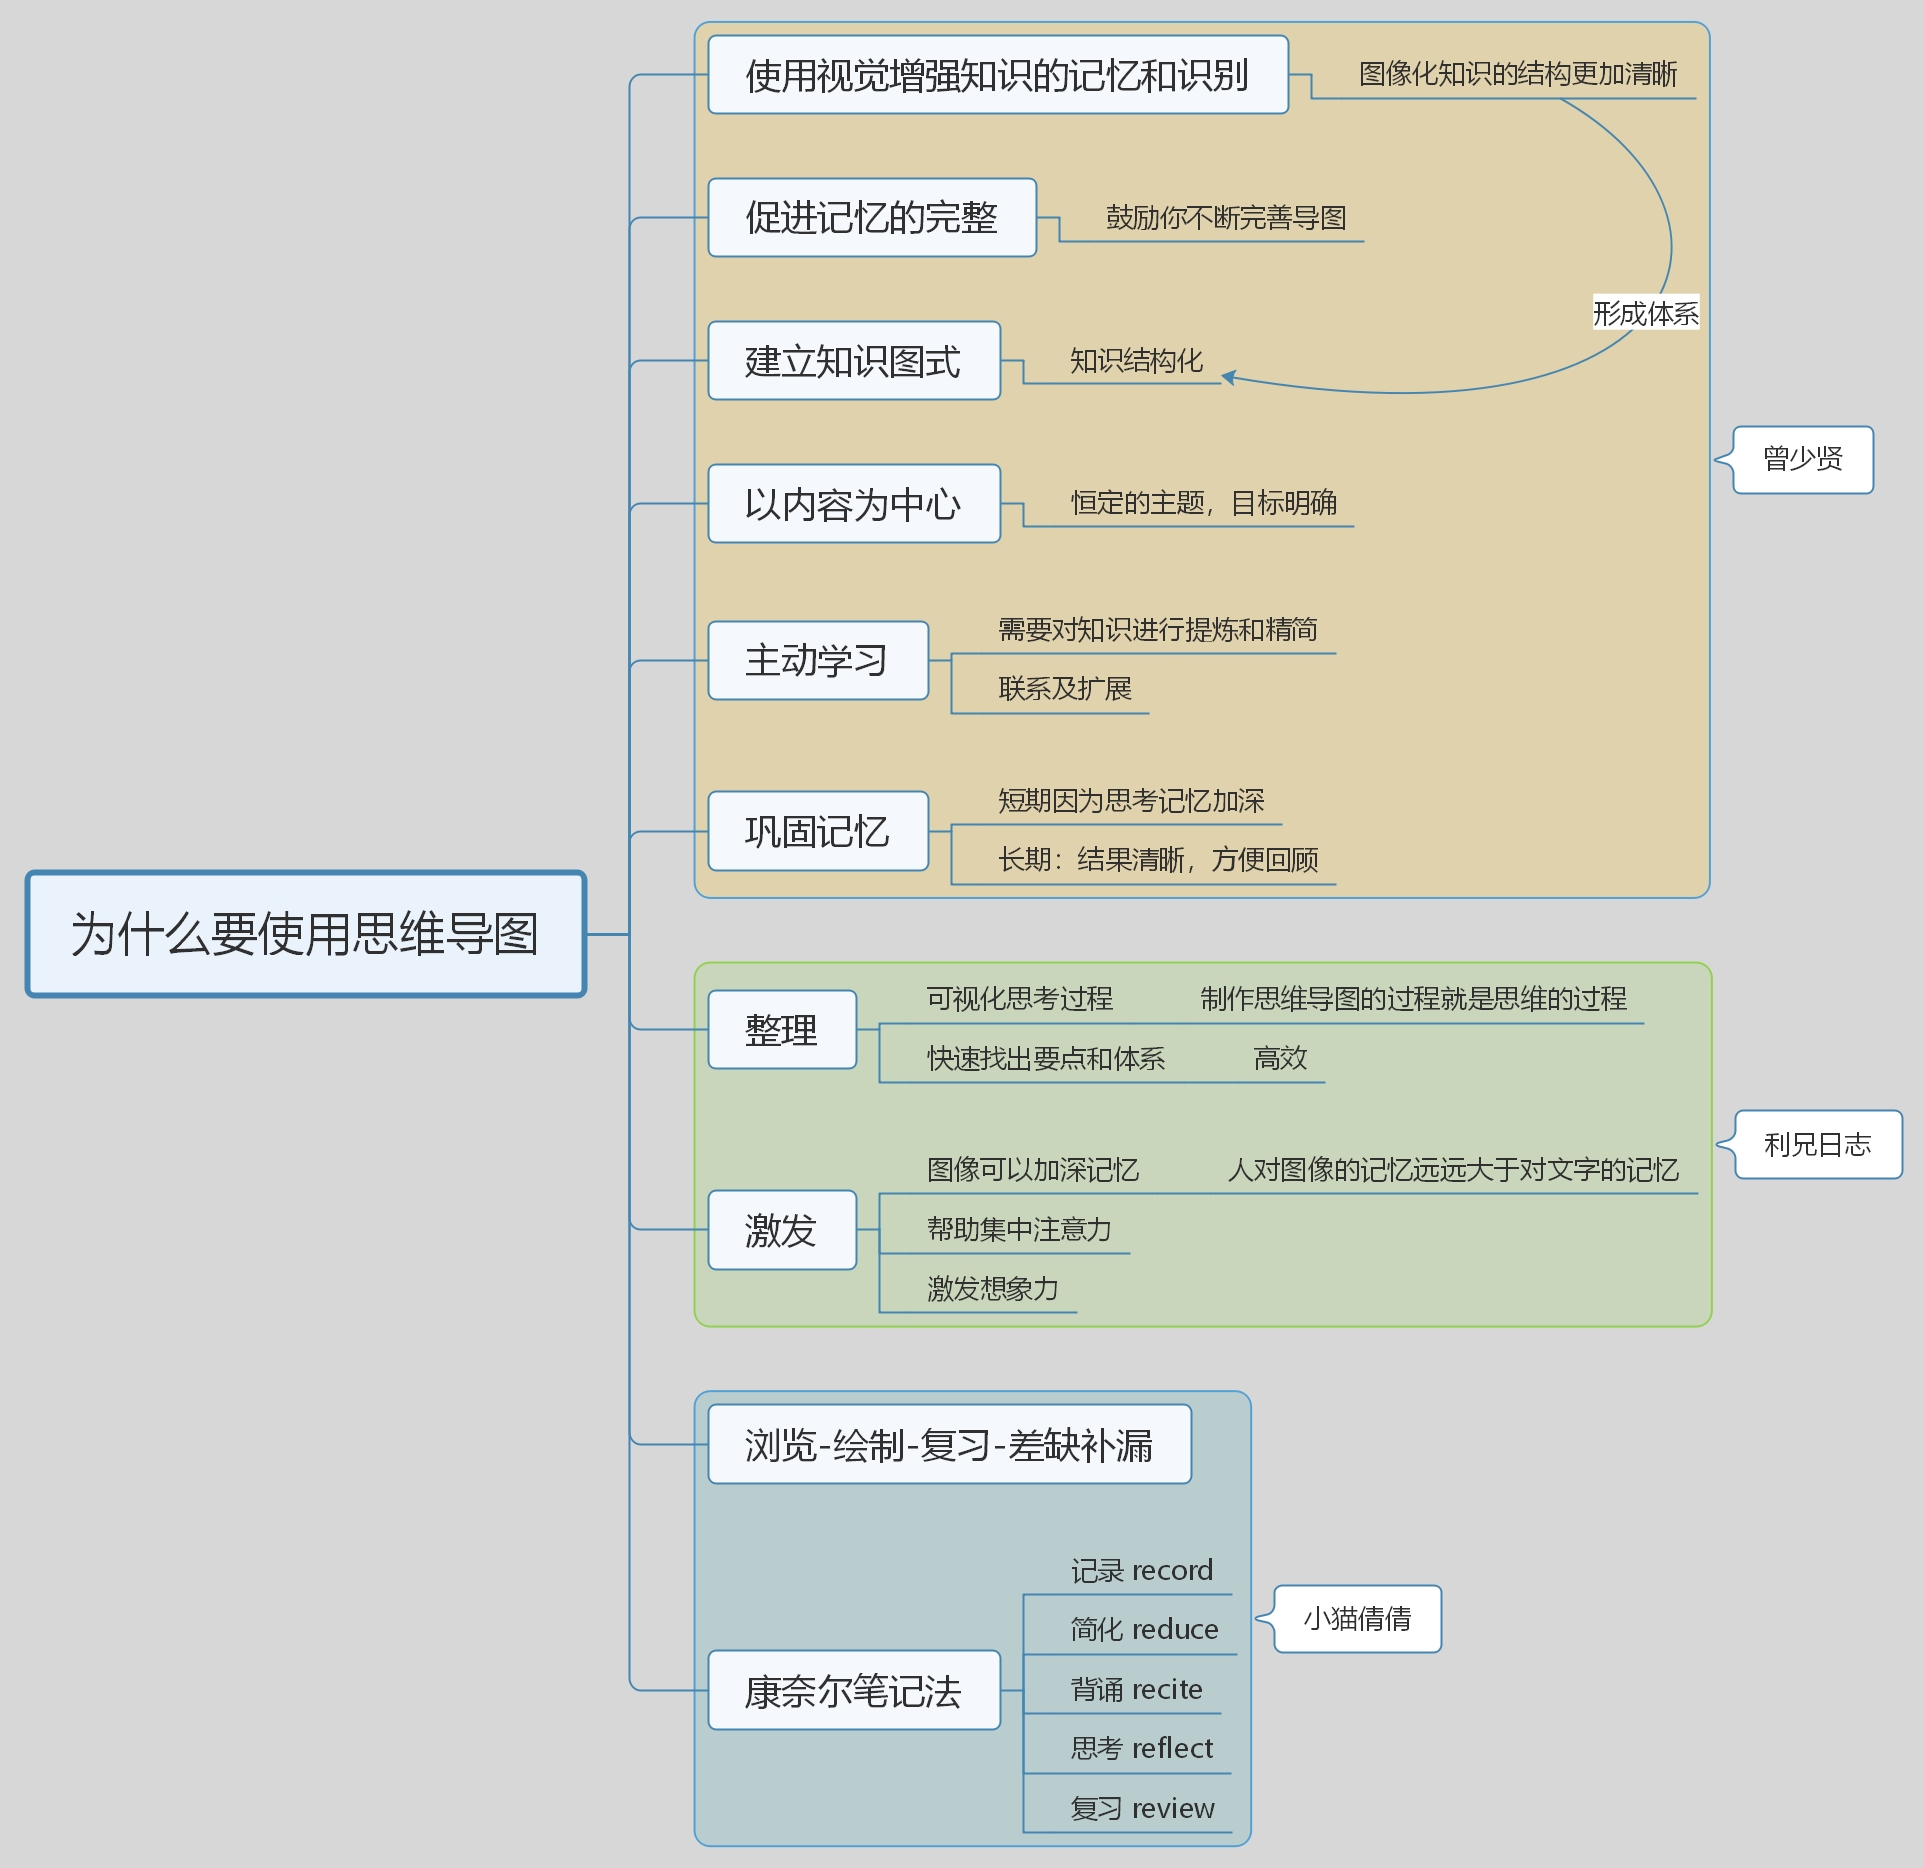 使用视觉增强知识的记忆和识别
图像化知识的结构更加清晰
促进记忆的完整
鼓励你不断完善导图
形成体系
建立知识图式
知识结构化
以内容为中心
恒定的主题，目标明确
曾少贤
主动学习
需要对知识进行提炼和精简
联系及扩展
巩固记忆
短期因为思考记忆加深
长期：结果清晰，方便回顾
为什么要使用思维导图
整理
可视化思考过程
制作思维导图的过程就是思维的过程
快速找出要点和体系
高效
利兄日志
激发
图像可以加深记忆
人对图像的记忆远远大于对文字的记忆
帮助集中注意力
激发想象力
浏览-绘制-复习-差缺补漏
康奈尔笔记法
记录 record
简化 reduce
背诵 recite
思考 reflect
复习 review
小猫倩倩